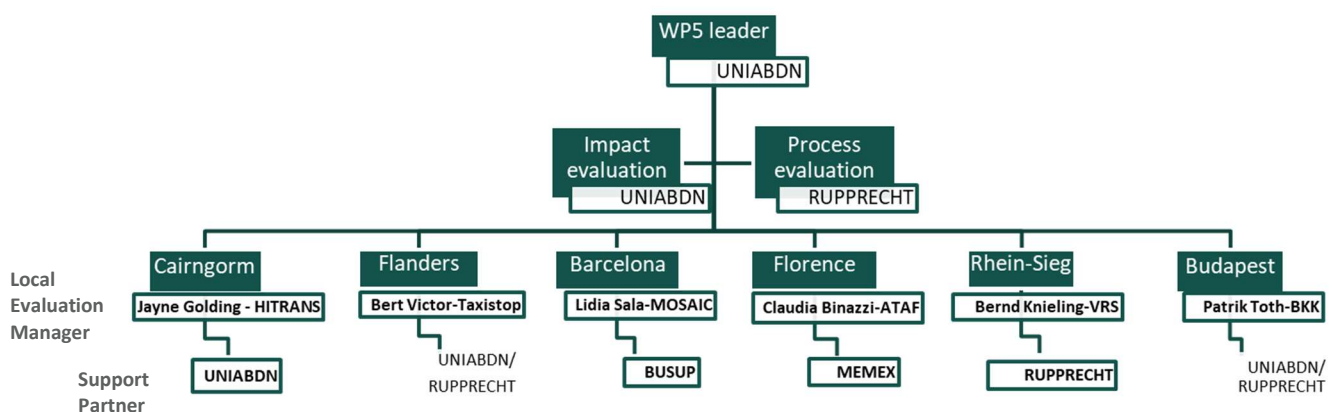 WP5 leader
UNIABDN
Impact
evaluation
UNIABDN
Process
evaluation
RUPPRECHT
Cairngorm
Flanders
Barcelona
Florence
Rhein-Sieg
Budapest
Local
Evaluation
Manager
Jayne Golding - HITRANS
Bert Victor-Taxistop
Lidia Sala-MOSAIC
Claudia Binazzi-ATAF
Bernd Knieling-VRS
Patrik Toth-BKK
Support
Partner
UNIABDN
UNIABDN/
RUPPRECHT
BUSUP
MEMEX
RUPPRECHT
UNIABDN/
RUPPRECHT